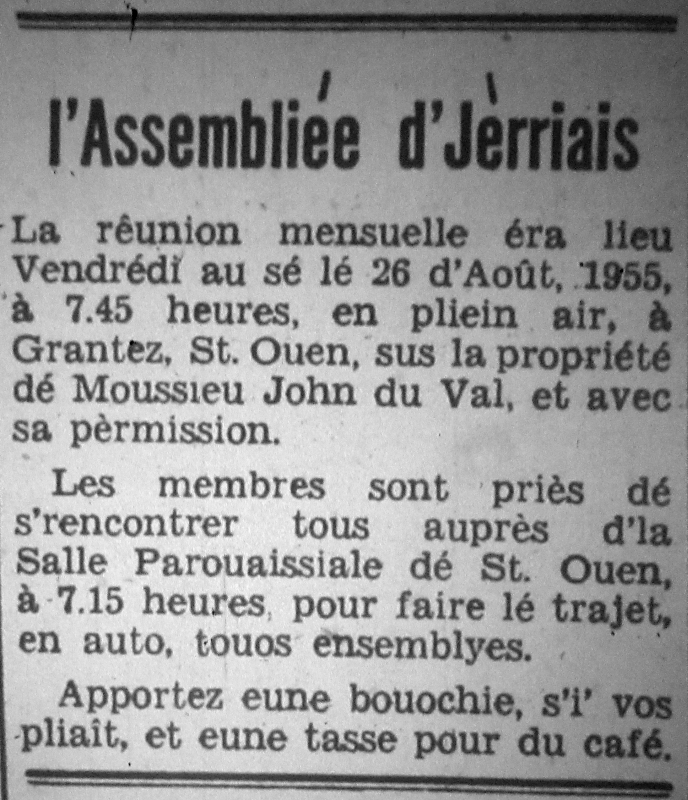 l'Assembliée d'Jèrriais
La rêunion mensuelle éra lieu
Vendrédi au sé lé 26 d'Août, 1955,
à 7.45 heures, en pliein air, à
Grantez, St. Ouen, sus la propriété
dé Moussieu John du Val, et avec
sa pèrmission.
Les membres sont priès dé
s'rencontrer tous auprès d'la
Salle Parouaissiale dé St. Ouen,
à 7.15 heures, pour faire lé trajet,
en auto, touos ensemblyes.
Apportez eune bouochie, s'i' vos
pliaît, et eune tasse pour du café.